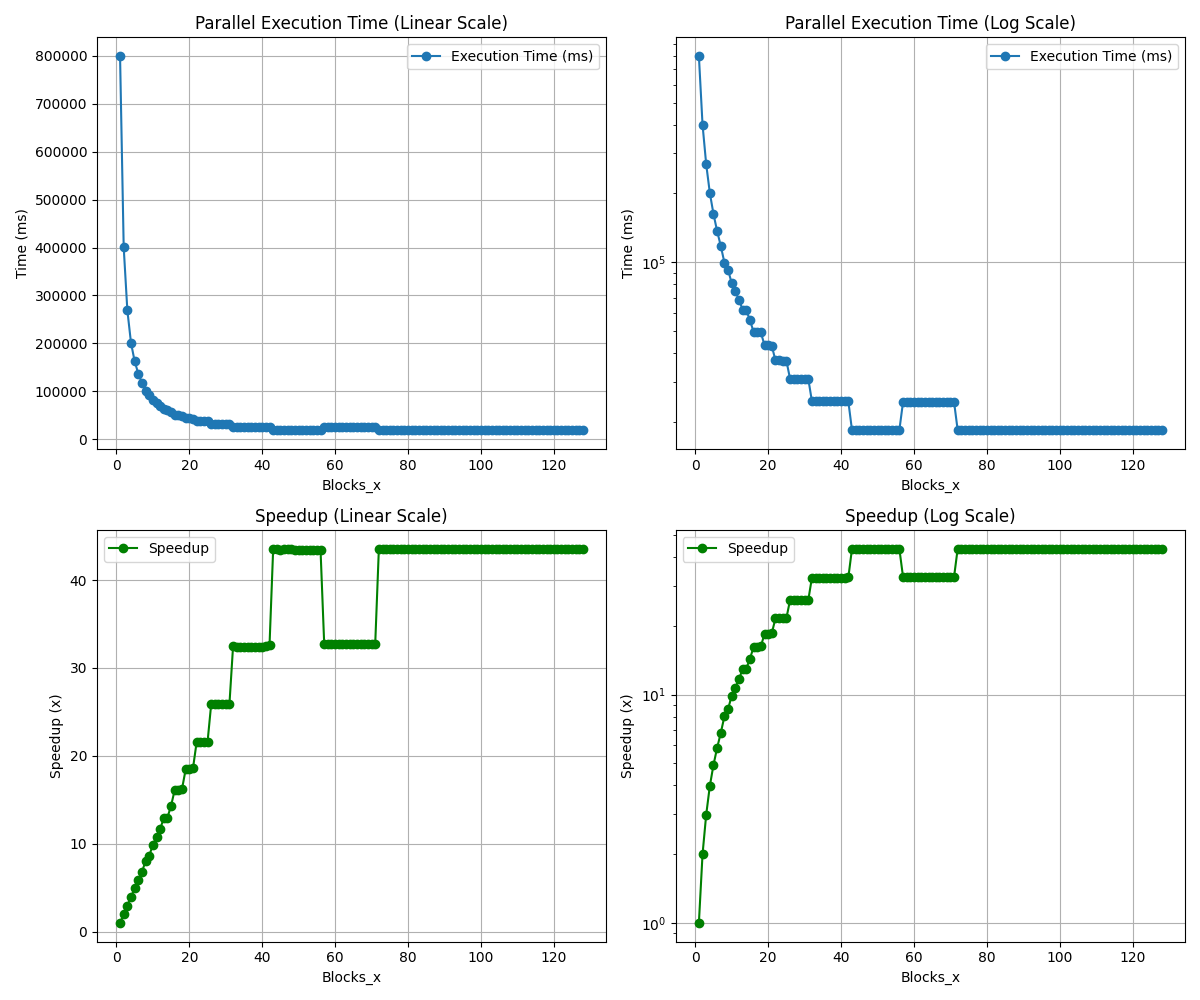 Parallel Execution Time (Linear Scale)
Execution Time (ms)
800000
700000
600000
500000
400000
300000
200000
100000
0
Time (ms)
0 20 40 60 80 100 120
Blocks_x
Parallel Execution Time (Log Scale)
Execution Time (ms)
10^5
Time (ms)
0 20 40 60 80 100 120
Blocks_x
Speedup (Linear Scale)
Speedup
40
30
20
10
0
Speedup (x)
0 20 40 60 80 100 120
Blocks_x
Speedup (Log Scale)
Speedup
10^1
10^0
Speedup (x)
0 20 40 60 80 100 120
Blocks_x